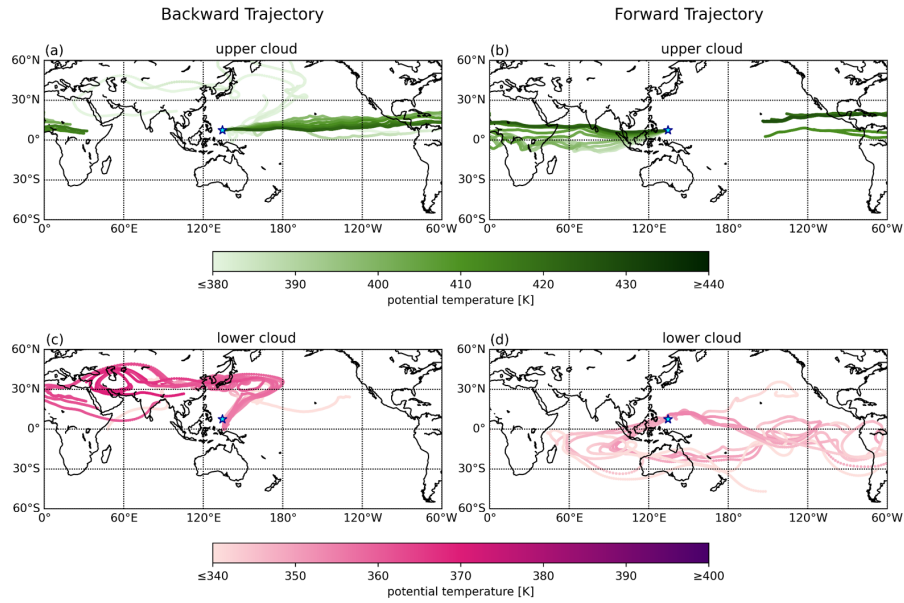 Backward Trajectory
Forward Trajectory
(a)
upper cloud
60°N
30°N
0°
30°S
60°S
0°
60°E
120°E
180°
120°W
60°W
(b)
upper cloud
60°N
30°N
0°
30°S
60°S
0°
60°E
120°E
180°
120°W
60°W
≤380
390
400
410
420
430
≥440
potential temperature [K]
(c)
lower cloud
60°N
30°N
0°
30°S
60°S
0°
60°E
120°E
180°
120°W
60°W
(d)
lower cloud
60°N
30°N
0°
30°S
60°S
0°
60°E
120°E
180°
120°W
60°W
≤340
350
360
370
380
390
≥400
potential temperature [K]